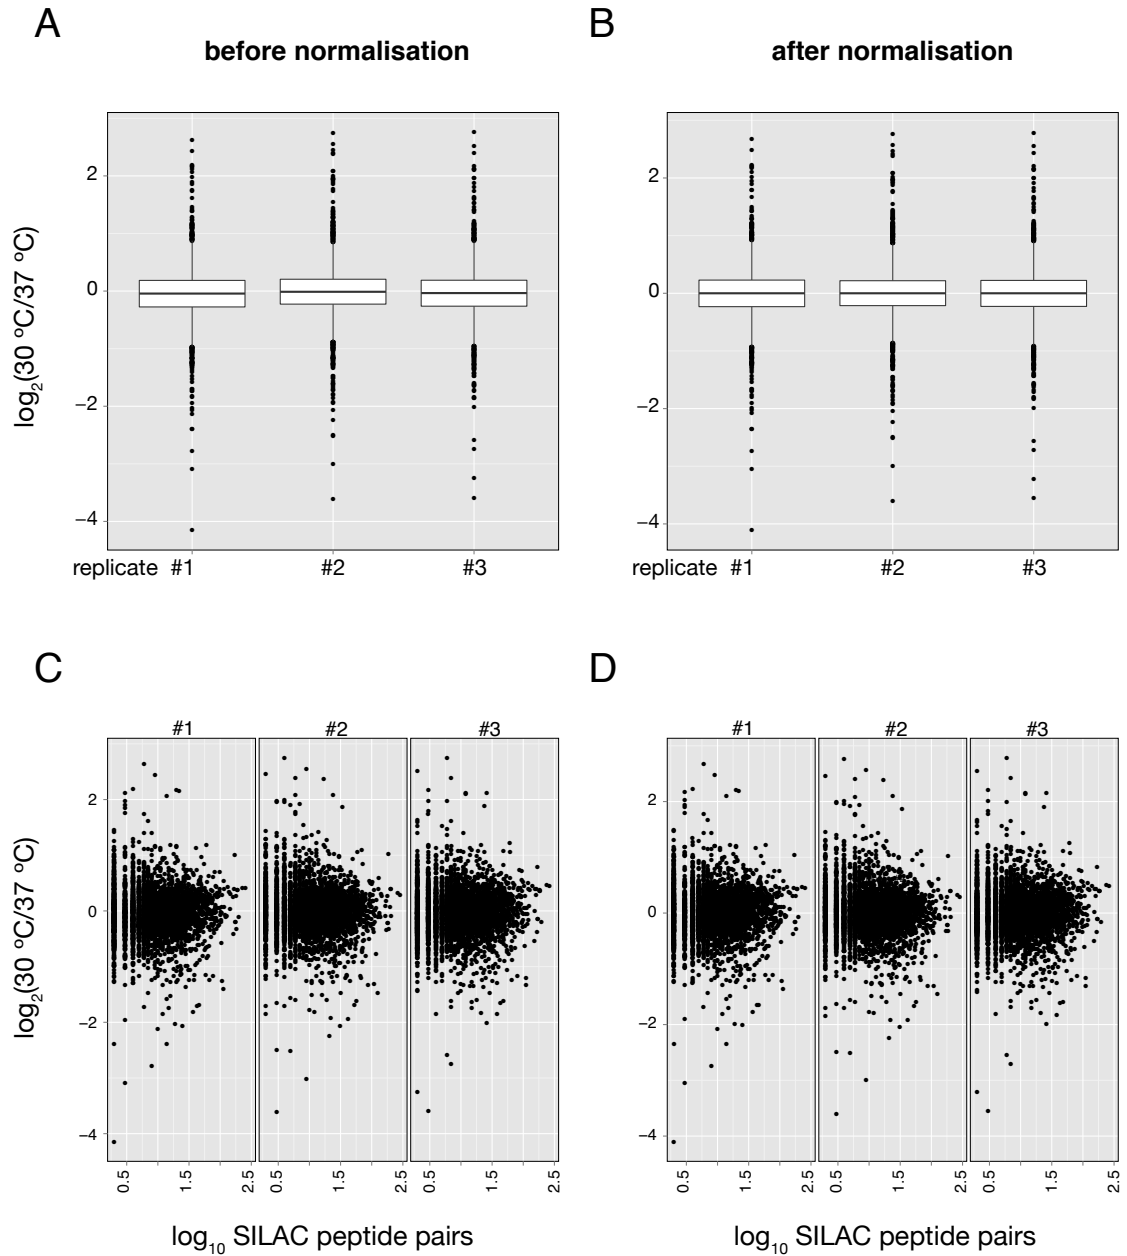 A
B
before normalisation
after normalisation
log2(30 ºC/37 ºC)
2
0
−2
−4
2
0
−2
−4
replicate #1 #2 #3
replicate #1 #2 #3
C
D
#1 #2 #3
#1 #2 #3
log2(30 ºC/37 ºC)
2
0
−2
−4
2
0
−2
−4
0.5 1.5 2.5 0.5 1.5 2.5 0.5 1.5 2.5
0.5 1.5 2.5 0.5 1.5 2.5 0.5 1.5 2.5
log10 SILAC peptide pairs
log10 SILAC peptide pairs